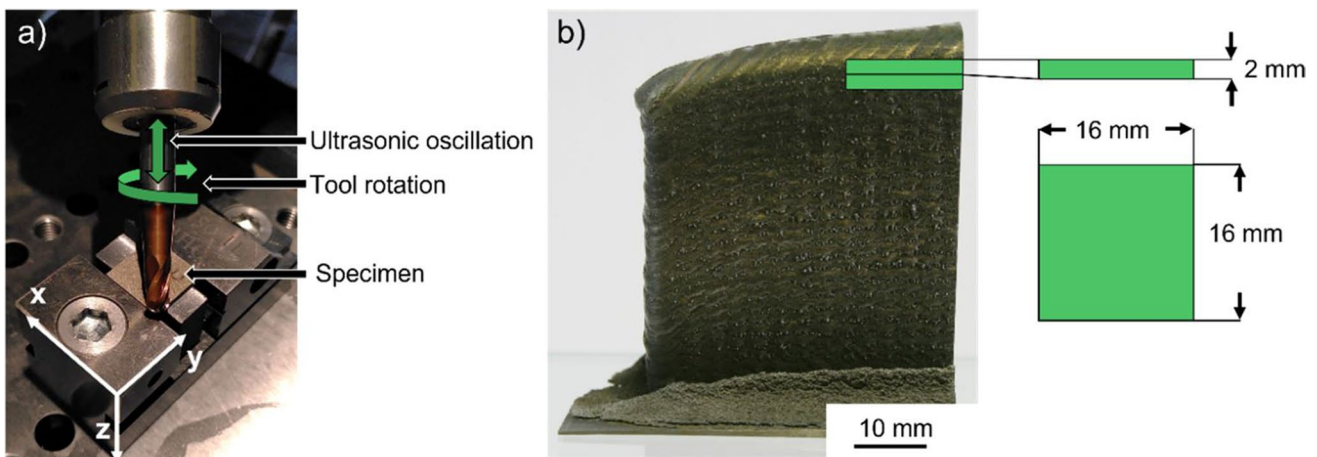 a)
Ultrasonic oscillation
Tool rotation
Specimen
x
y
z
b)
2 mm
16 mm
16 mm
10 mm